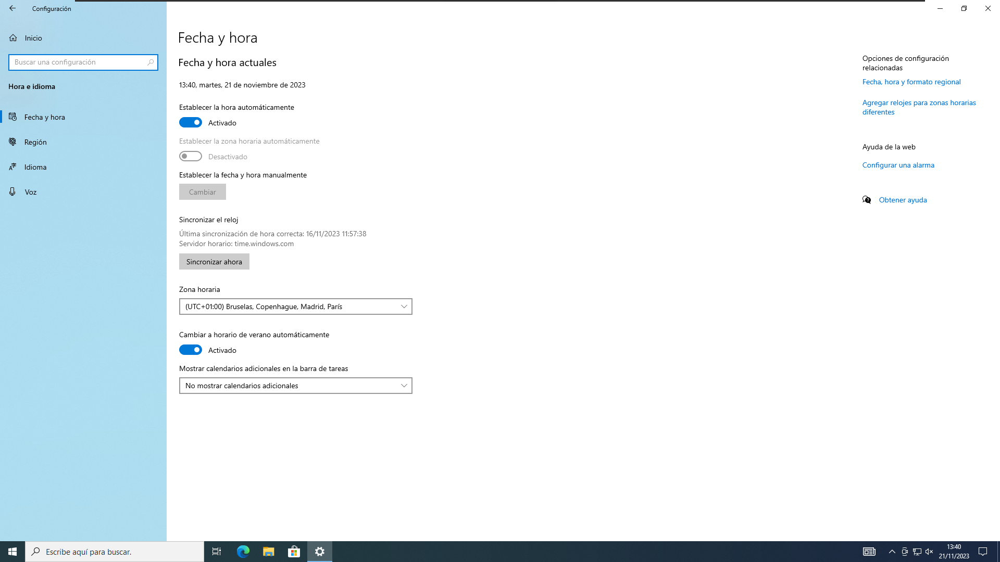 Configuración
Inicio
Buscar una configuración
Hora e idioma
Fecha y hora
Región
Idioma
Voz
Fecha y hora
Fecha y hora actuales
13:40, martes, 21 de noviembre de 2023
Establecer la hora automáticamente
Activado
Establecer la zona horaria automáticamente
Desactivado
Establecer la fecha y hora manualmente
Cambiar
Sincronizar el reloj
Última sincronización de hora correcta: 16/11/2023 11:57:38
Servidor horario: time.windows.com
Sincronizar ahora
Zona horaria
(UTC+01:00) Bruselas, Copenhague, Madrid, París
Cambiar a horario de verano automáticamente
Activado
Mostrar calendarios adicionales en la barra de tareas
No mostrar calendarios adicionales
Opciones de configuración
relacionadas
Fecha, hora y formato regional
Agregar relojes para zonas horarias
diferentes
Ayuda de la web
Configurar una alarma
Obtener ayuda
Escribe aquí para buscar.
13:40
21/11/2023